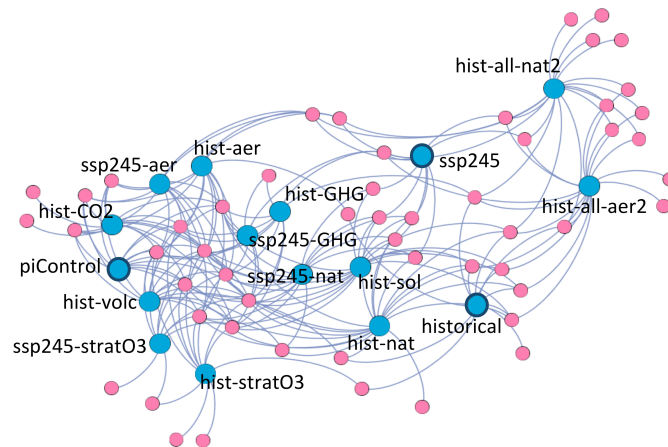 hist-all-nat2
hist-aer
ssp245
ssp245-aer
hist-GHG
hist-all-aer2
hist-CO2
ssp245-GHG
piControl
ssp245-nat
hist-sol
hist-volc
historical
ssp245-stratO3
hist-nat
hist-stratO3